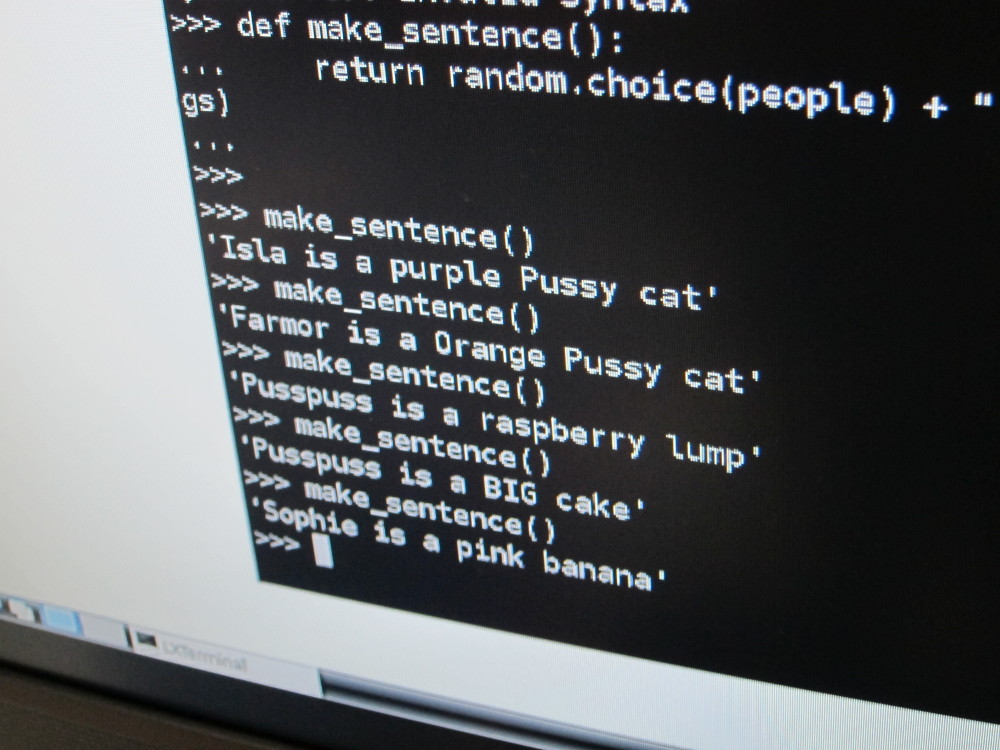 syntax
>>> def make_sentence():
...     return random.choice(people) + "
gs)
...
>>>
>>> make_sentence()
'Isla is a purple Pussy cat'
>>> make_sentence()
'Farmor is a Orange Pussy cat'
>>> make_sentence()
'Pusspuss is a raspberry lump'
>>> make_sentence()
'Pusspuss is a BIG cake'
>>> make_sentence()
'Sophie is a pink banana'
>>>
LXTerminal